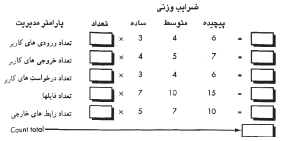 ضرایب وزنی
پارامتر مدیریت تعداد ساده متوسط پیچیده
تعداد ورودی های کاربر × 3 4 6 =
تعداد خروجی های کاربر × 4 5 7 =
تعداد درخواست های کاربر × 3 4 6 =
تعداد فایلها × 7 10 15 =
تعداد رابط های خارجی × 5 7 10 =
Count total